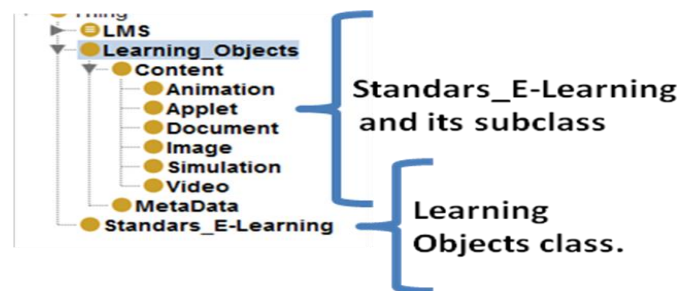 Thing
LMS
Learning_Objects
Content
Animation
Applet
Document
Image
Simulation
Video
MetaData
Standars_E-Learning
Standars_E-Learning
and its subclass
Learning
Objects class.